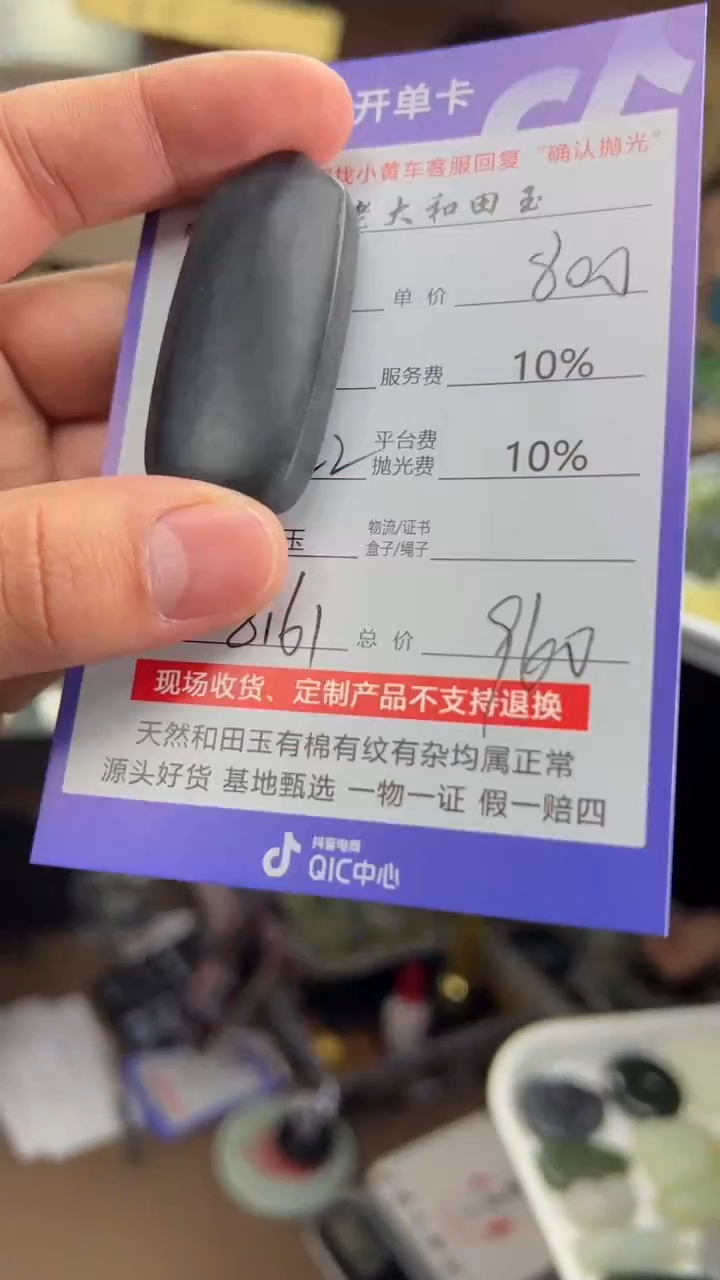 开单卡
找小黄车客服回复 “确认抛光”
老大和田玉
单价 800
服务费 10%
平台费
抛光费 10%
玉 物流/证书
盒子/绳子
8161 总价 960
现场收货、定制产品不支持退换
天然和田玉有棉有纹有杂均属正常
源头好货 基地甄选 一物一证 假一赔四
抖音电商
QIC中心